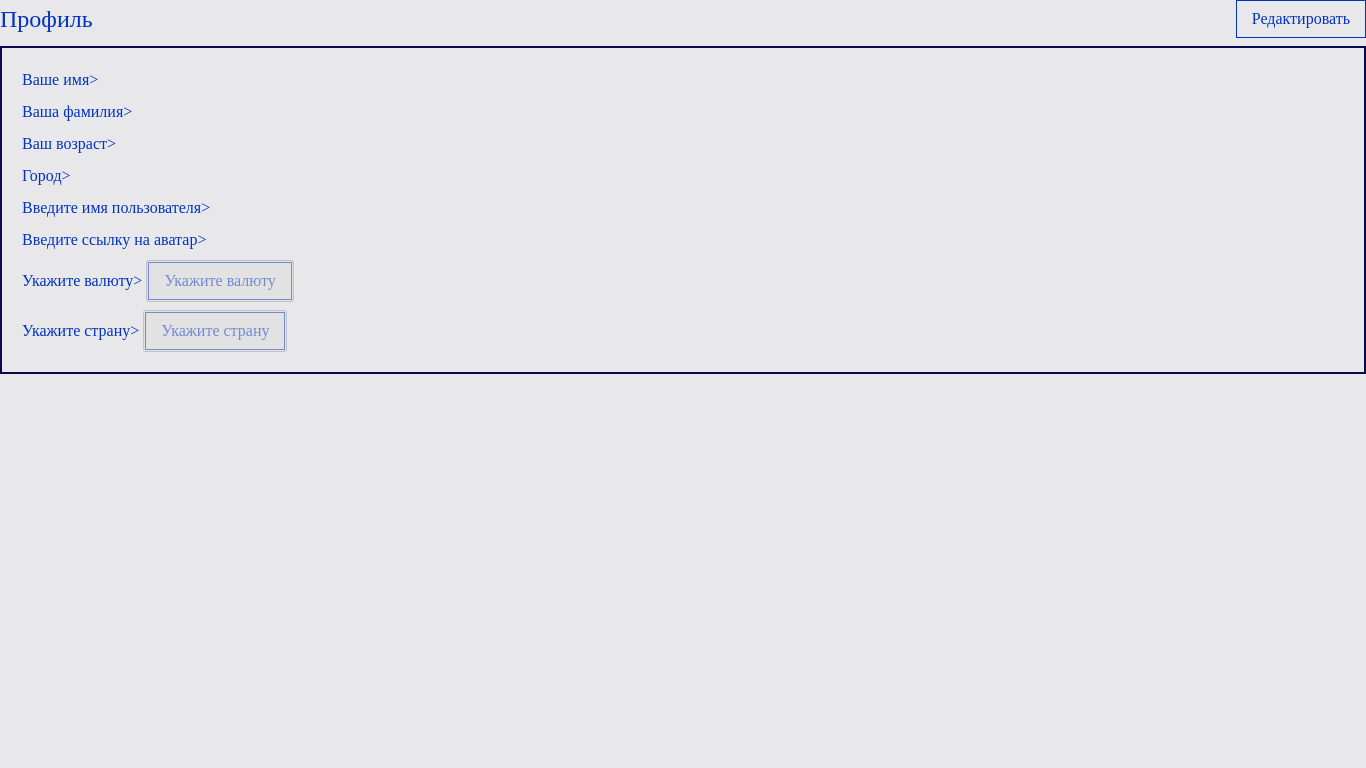 Профиль
Редактировать
Ваше имя>
Ваша фамилия>
Ваш возраст>
Город>
Введите имя пользователя>
Введите ссылку на аватар>
Укажите валюту> Укажите валюту
Укажите страну> Укажите страну